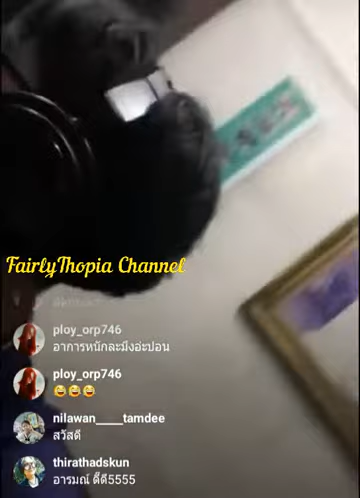 FairlyThopia Channel
ploy_orp746
อาการหนักละมึงอ่ะปอน
ploy_orp746
😂😂😂
nilawan____tamdee
สวัสดี
thirathadskun
อารมณ์ ดี๊ดี5555